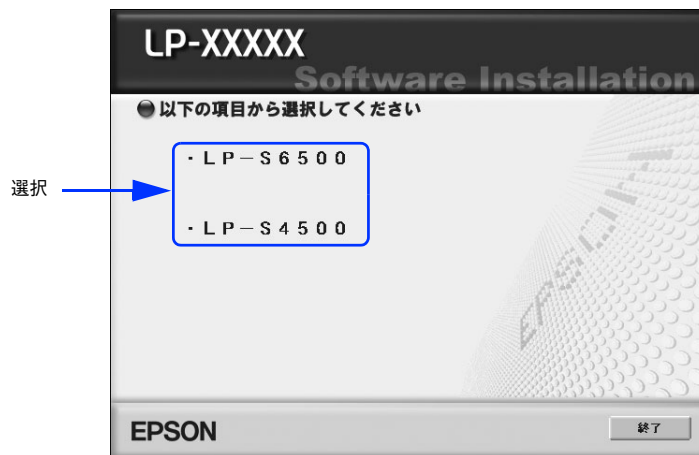 LP-XXXXX
Software Installation
以下の項目から選択してください
・ＬＰ－Ｓ６５００
選択
・ＬＰ－Ｓ４５００
EPSON
EPSON
終了